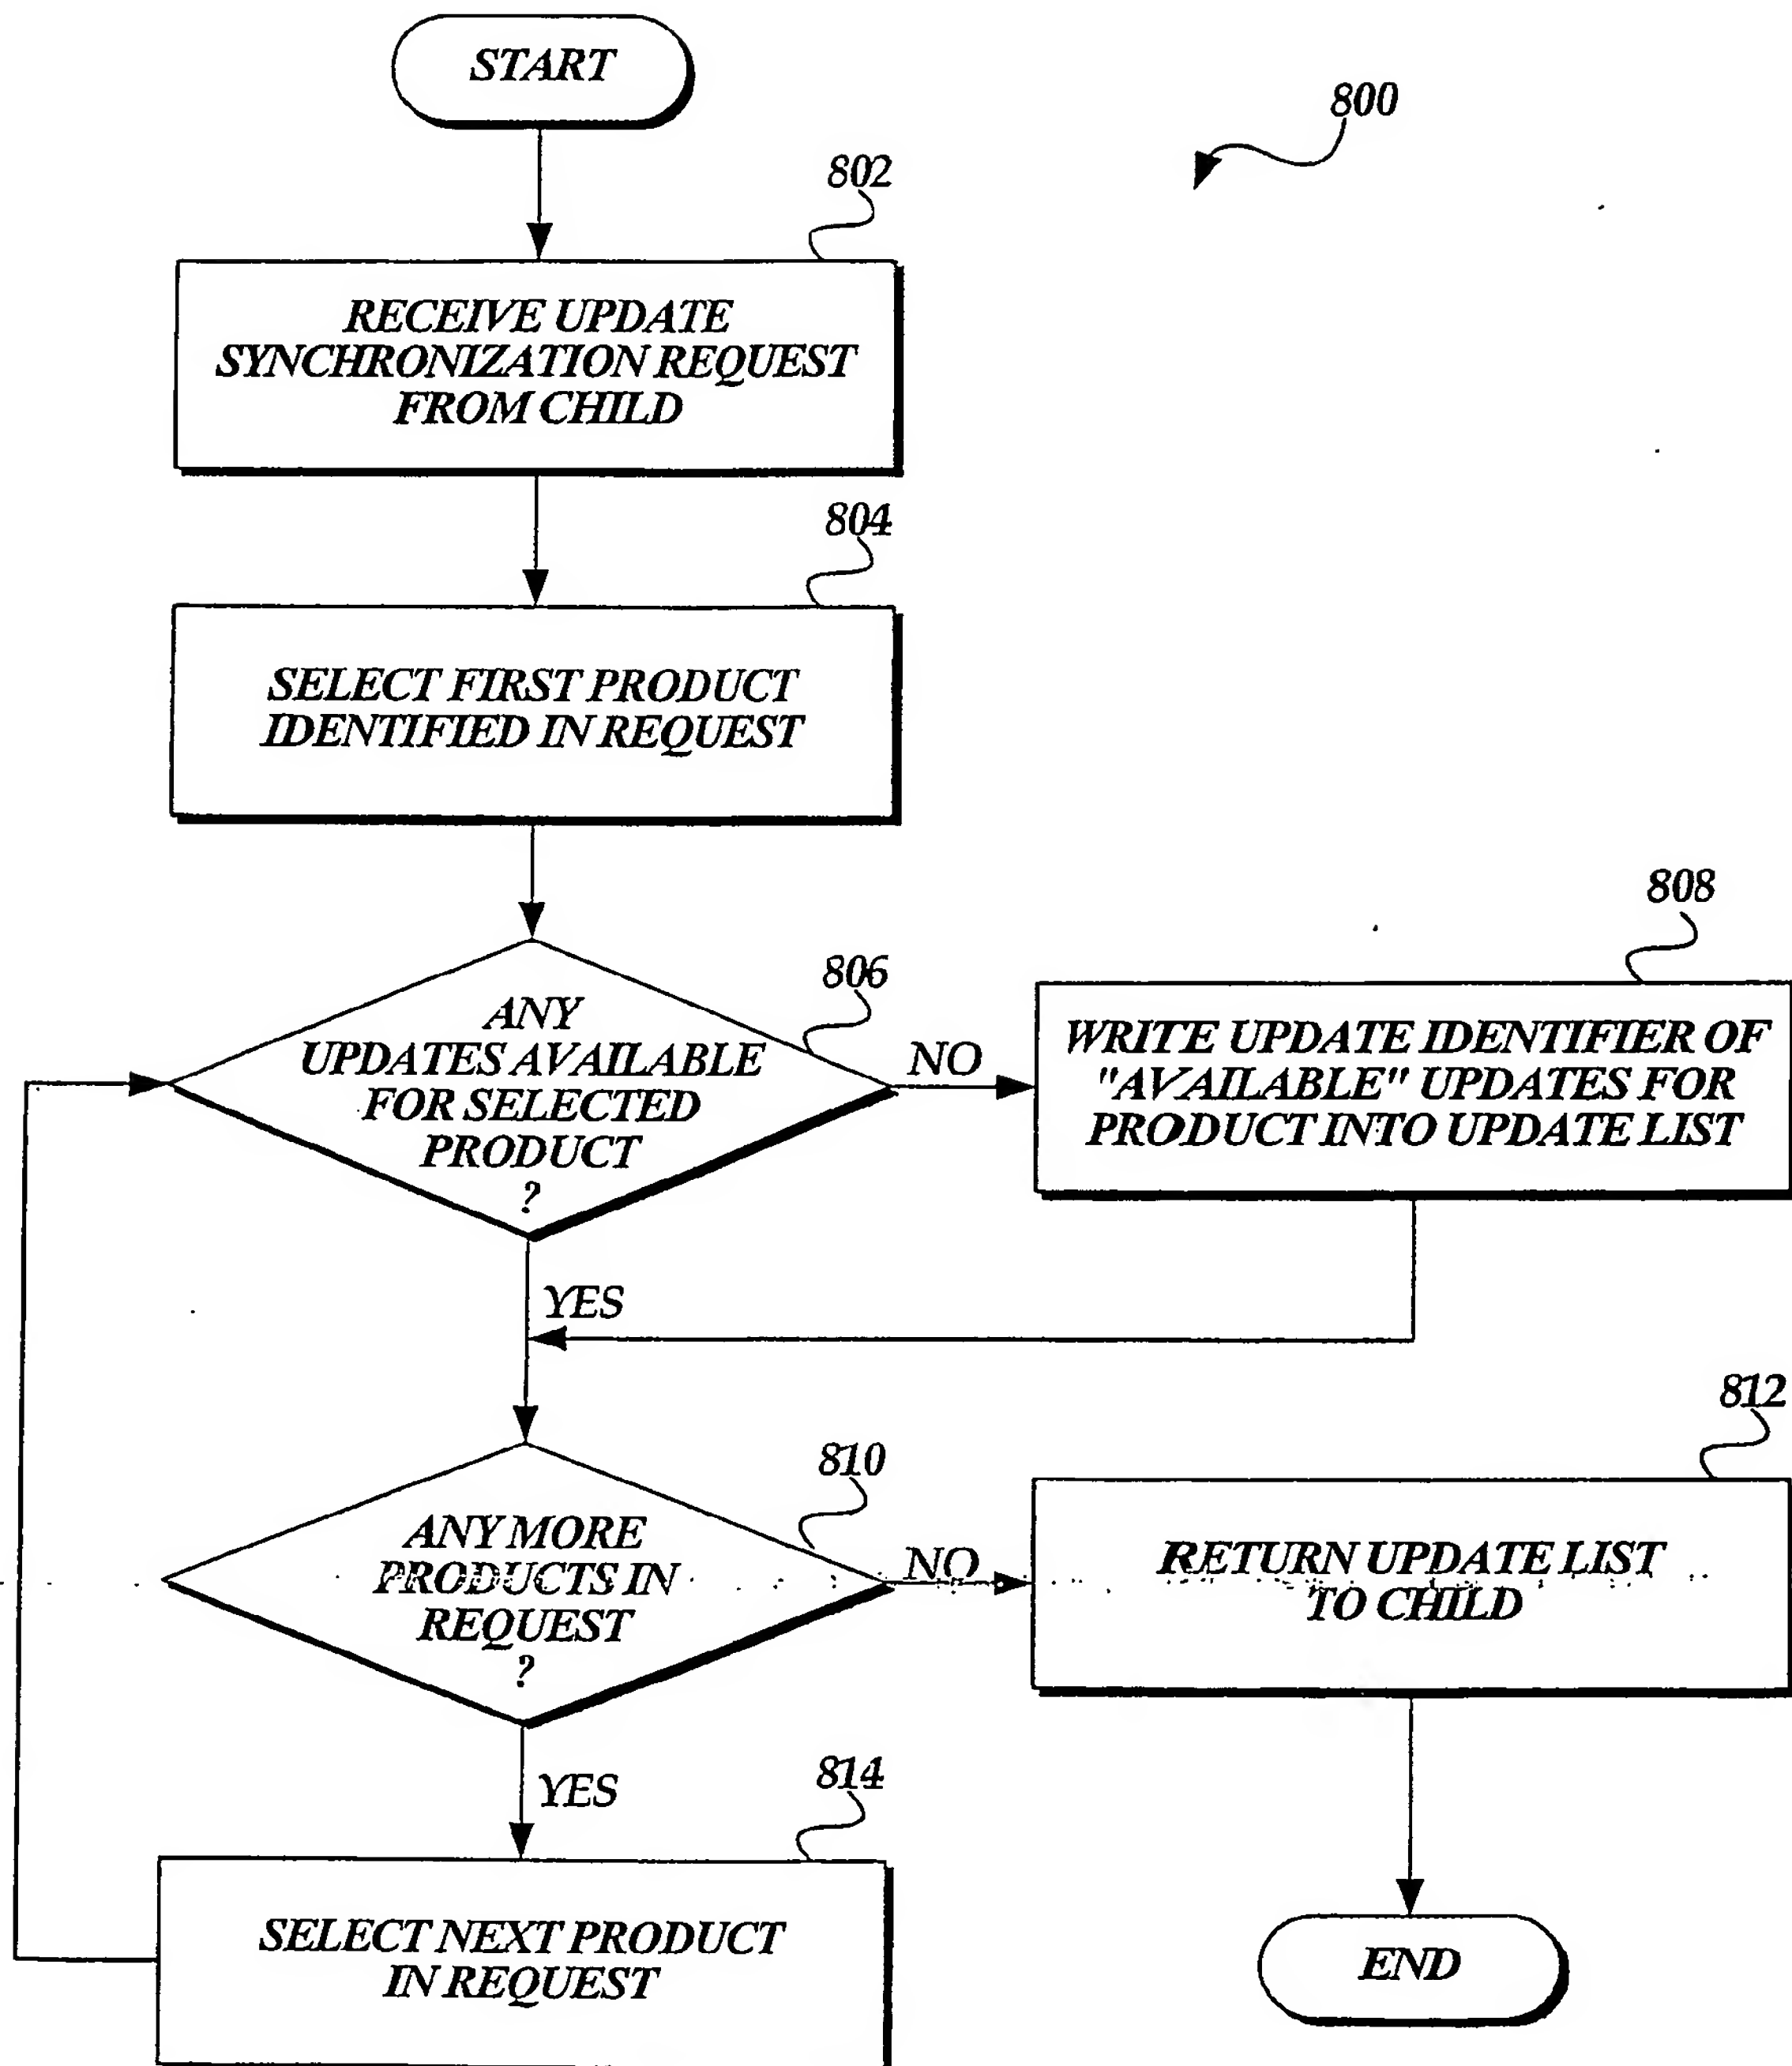 START
800
802
RECEIVE UPDATE
SYNCHRONIZATION REQUEST
FROM CHILD
804
SELECT FIRST PRODUCT
IDENTIFIED IN REQUEST
806
ANY
UPDATES AVAILABLE
FOR SELECTED
PRODUCT
?
NO
808
WRITE UPDATE IDENTIFIER OF
"AVAILABLE" UPDATES FOR
PRODUCT INTO UPDATE LIST
YES
810
ANY MORE
PRODUCTS IN
REQUEST
?
NO
812
RETURN UPDATE LIST
TO CHILD
YES
814
SELECT NEXT PRODUCT
IN REQUEST
END